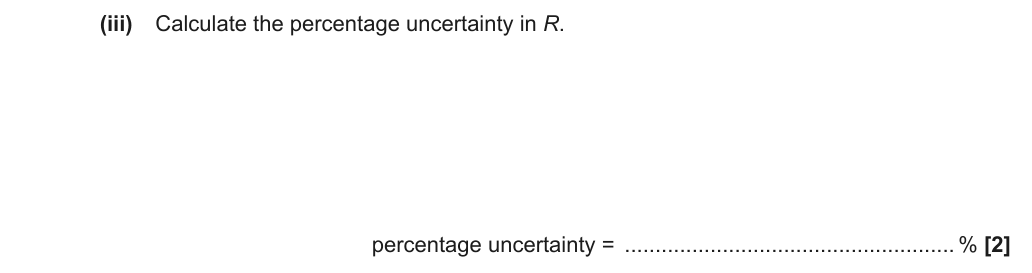 (iii) Calculate the percentage uncertainty in R.
percentage uncertainty = ...................................................... % [2]